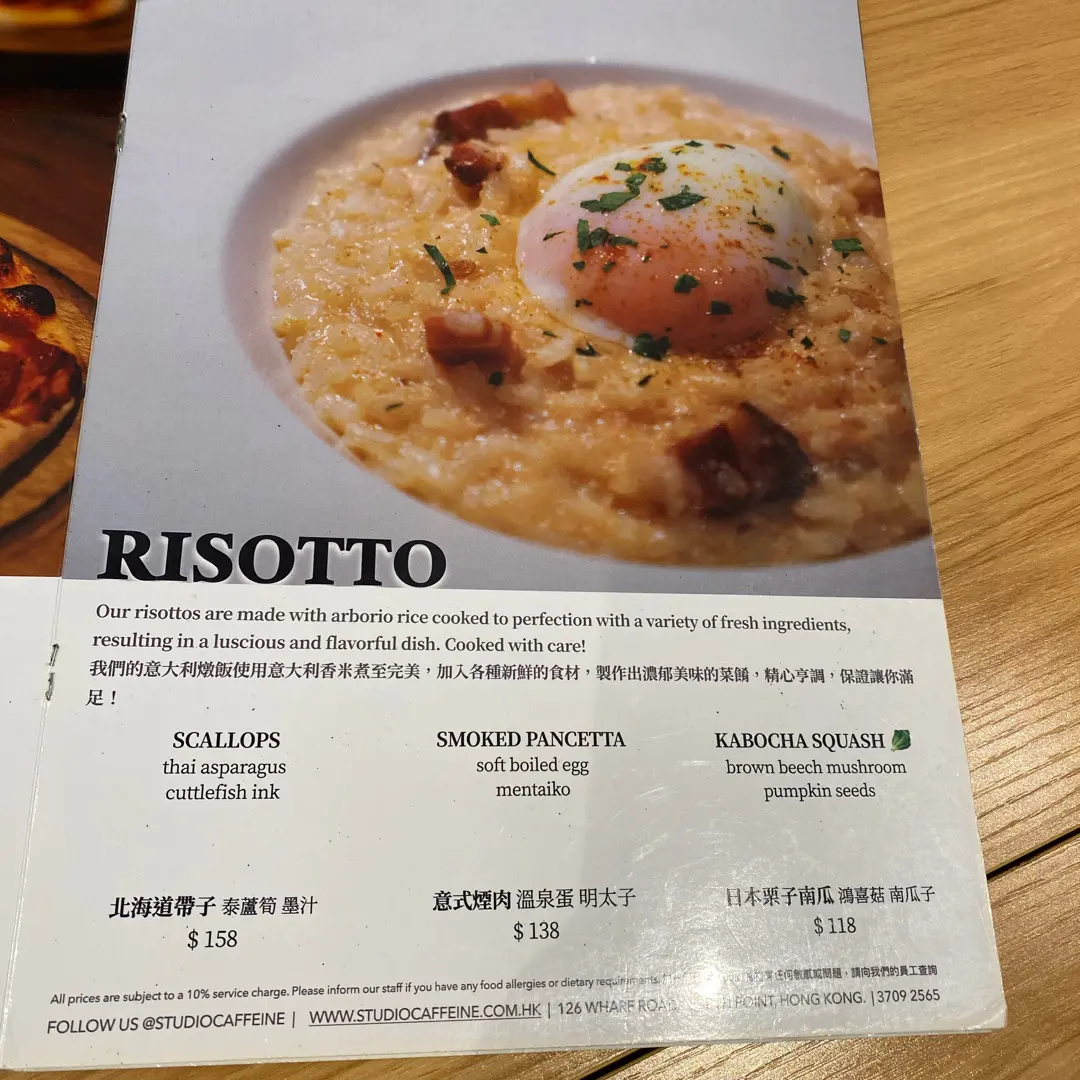 RISOTTO
Our risottos are made with arborio rice cooked to perfection with a variety of fresh ingredients,
resulting in a luscious and flavorful dish. Cooked with care!
我們的意大利燉飯使用意大利香米煮至完美，加入各種新鮮的食材，製作出濃郁美味的菜餚，精心亨調，保證讓你滿
足！
SCALLOPS
thai asparagus
cuttlefish ink
北海道帶子 泰蘆筍 墨汁
$ 158
SMOKED PANCETTA
soft boiled egg
mentaiko
意式煙肉 溫泉蛋 明太子
$ 138
KABOCHA SQUASH
brown beech mushroom
pumpkin seeds
日本栗子南瓜 鴻喜菇 南瓜子
$ 118
All prices are subject to a 10% service charge. Please inform our staff if you have any food allergies or dietary requirements. 任何敏感或問題，請向我們的員工查詢
FOLLOW US @STUDIOCAFFEINE | WWW.STUDIOCAFFEINE.COM.HK | 126 WHARF ROAD, POINT, HONG KONG. | 3709 2565